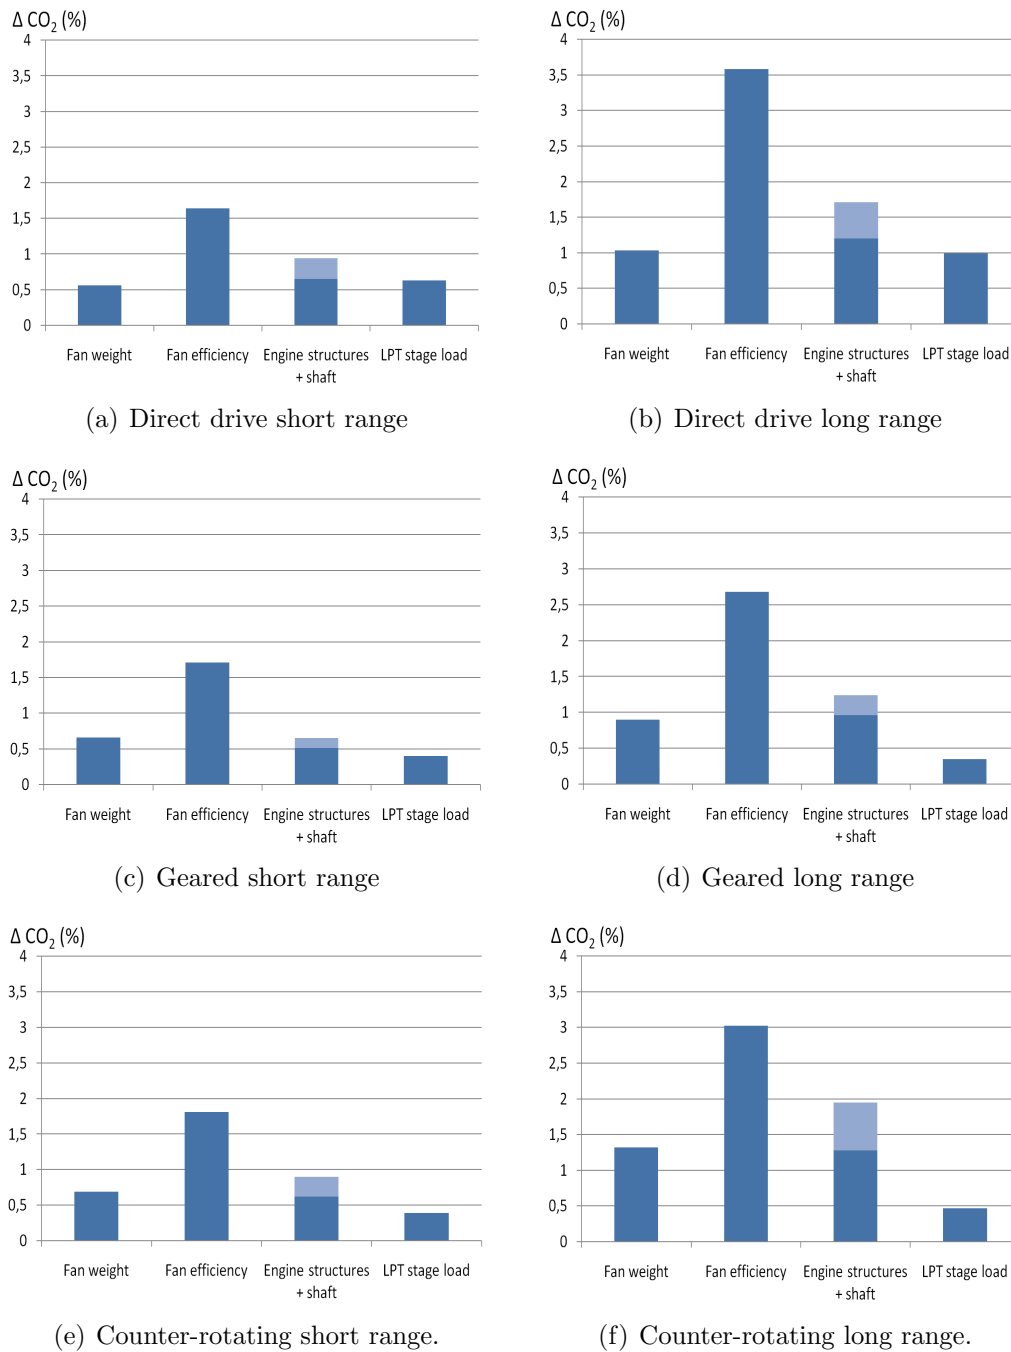 Δ CO2 (%)
4
3,5
3
2,5
2
1,5
1
0,5
0
Fan weight Fan efficiency Engine structures LPT stage load
+ shaft
(a) Direct drive short range
Δ CO2 (%)
4
3,5
3
2,5
2
1,5
1
0,5
0
Fan weight Fan efficiency Engine structures LPT stage load
+ shaft
(b) Direct drive long range
Δ CO2 (%)
4
3,5
3
2,5
2
1,5
1
0,5
0
Fan weight Fan efficiency Engine structures LPT stage load
+ shaft
(c) Geared short range
Δ CO2 (%)
4
3,5
3
2,5
2
1,5
1
0,5
0
Fan weight Fan efficiency Engine structures LPT stage load
+ shaft
(d) Geared long range
Δ CO2 (%)
4
3,5
3
2,5
2
1,5
1
0,5
0
Fan weight Fan efficiency Engine structures LPT stage load
+ shaft
(e) Counter-rotating short range.
Δ CO2 (%)
4
3,5
3
2,5
2
1,5
1
0,5
0
Fan weight Fan efficiency Engine structures LPT stage load
+ shaft
(f) Counter-rotating long range.